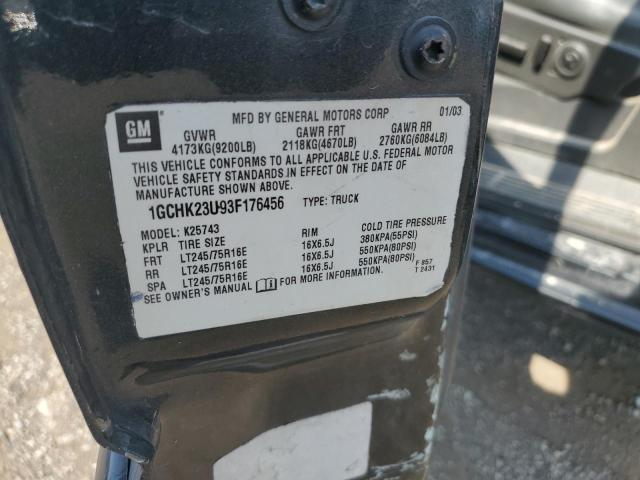 GM
MFD BY GENERAL MOTORS CORP 01/03
GVWR GAWR FRT GAWR RR
4173KG(9200LB) 2118KG(4670LB) 2760KG(6084LB)
THIS VEHICLE CONFORMS TO ALL APPLICABLE U.S. FEDERAL MOTOR
VEHICLE SAFETY STANDARDS IN EFFECT ON THE DATE OF
MANUFACTURE SHOWN ABOVE.
1GCHK23U93F176456 TYPE: TRUCK
MODEL: K25743
KPLR TIRE SIZE RIM COLD TIRE PRESSURE
FRT LT245/75R16E 16X6.5J 380KPA(55PSI)
RR LT245/75R16E 16X6.5J 550KPA(80PSI)
SPA LT245/75R16E 16X6.5J 550KPA(80PSI)
SEE OWNER'S MANUAL FOR MORE INFORMATION.
F 857
T 2431